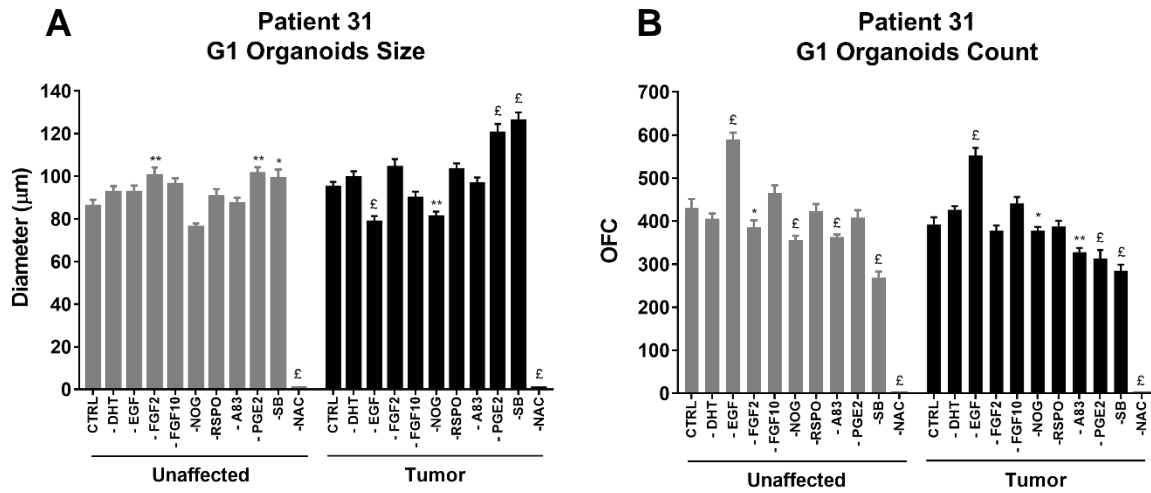 A
Patient 31
G1 Organoids Size
Diameter (μm)
140
120
100
80
60
40
20
0
**
**
*
£
£
**
£
£
£
CTRL
- DHT
- EGF
- FGF2
- FGF10
-NOG
-RSPO
- A83
- PGE2
-SB
-NAC
CTRL
- DHT
- EGF
- FGF2
- FGF10
-NOG
-RSPO
- A83
- PGE2
-SB
-NAC
Unaffected
Tumor
B
Patient 31
G1 Organoids Count
OFC
700
600
500
400
300
200
100
0
£
*
£
£
£
£
£
*
**
£
£
£
CTRL
- DHT
- EGF
- FGF2
- FGF10
-NOG
-RSPO
- A83
- PGE2
-SB
-NAC
CTRL
- DHT
- EGF
- FGF2
- FGF10
-NOG
-RSPO
- A83
- PGE2
-SB
-NAC
Unaffected
Tumor